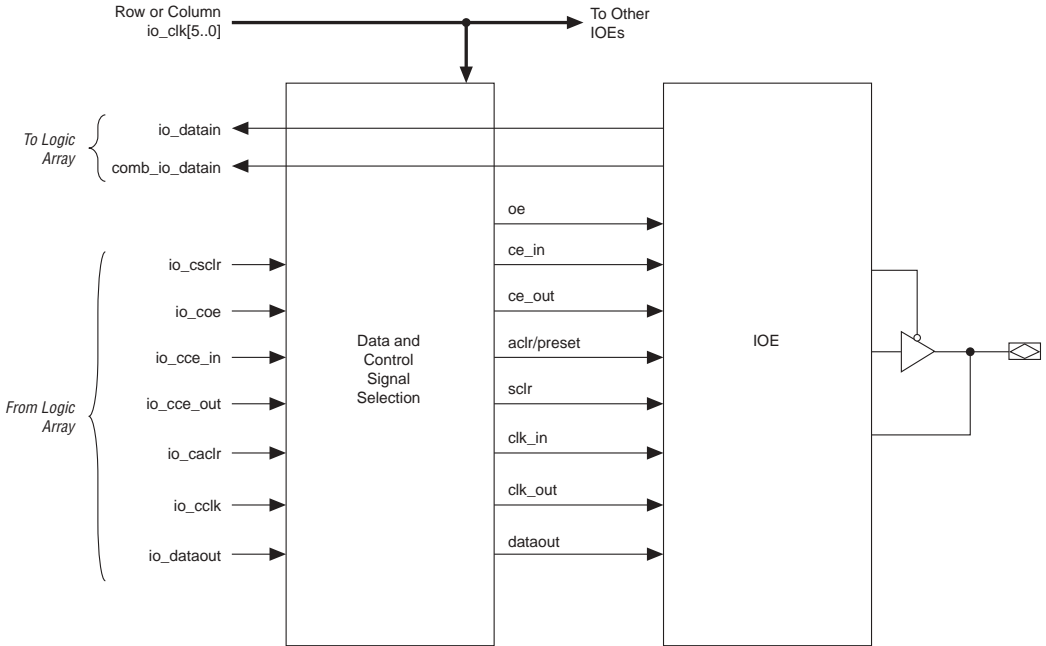 Row or Column
io_clk[5..0]
To Other
IOEs
To Logic
Array
io_datain
comb_io_datain
From Logic
Array
io_csclr
io_coe
io_cce_in
io_cce_out
io_caclr
io_cclk
io_dataout
Data and
Control
Signal
Selection
oe
ce_in
ce_out
aclr/preset
sclr
clk_in
clk_out
dataout
IOE